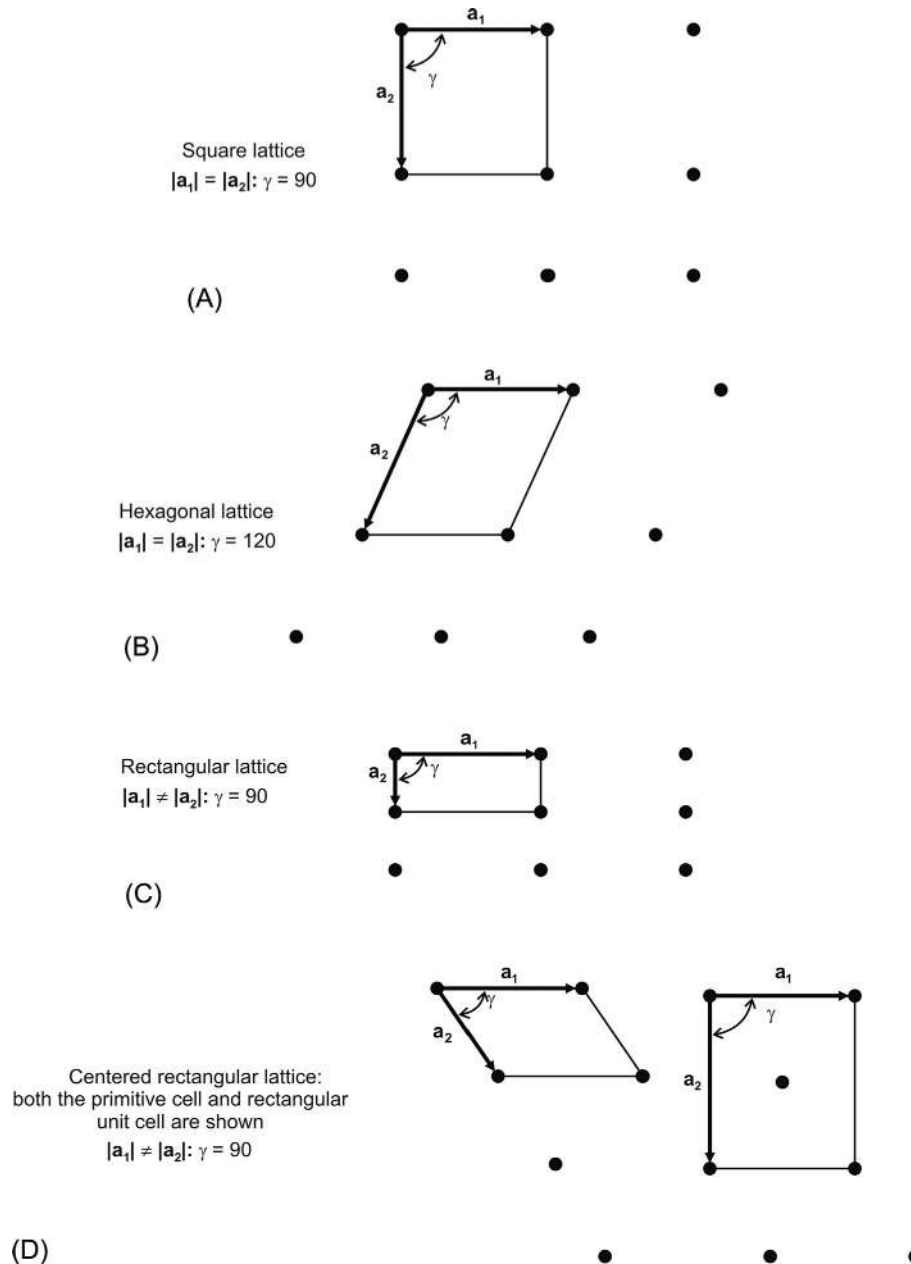 a1
γ
a2
Square lattice
|a1| = |a2|: γ = 90
(A)
a1
γ
a2
Hexagonal lattice
|a1| = |a2|: γ = 120
(B)
a1
γ
a2
Rectangular lattice
|a1| ≠ |a2|: γ = 90
(C)
a1
γ
a2
a1
γ
a2
Centered rectangular lattice:
both the primitive cell and rectangular
unit cell are shown
|a1| ≠ |a2|: γ = 90
(D)